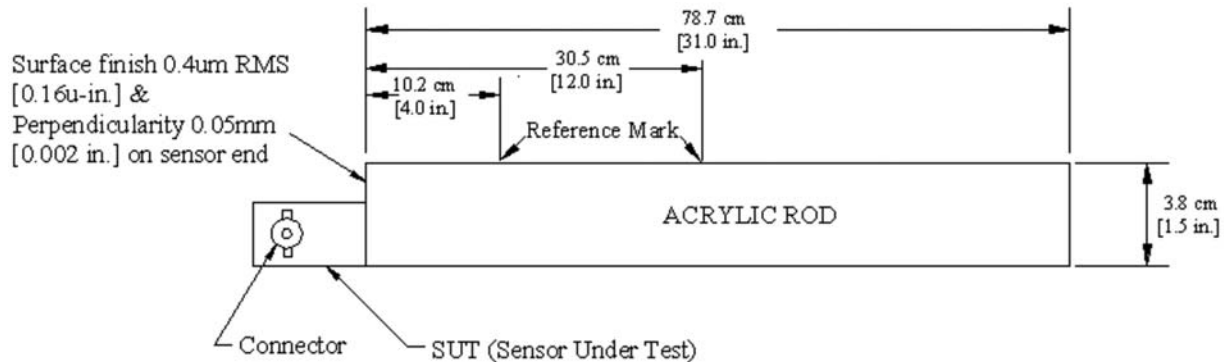 78.7 cm
[31.0 in.]
30.5 cm
[12.0 in.]
10.2 cm
[4.0 in.]
Surface finish 0.4um RMS
[0.16u-in.] &
Perpendicularity 0.05mm
[0.002 in.] on sensor end
Reference Mark
ACRYLIC ROD
3.8 cm
[1.5 in.]
Connector
SUT (Sensor Under Test)